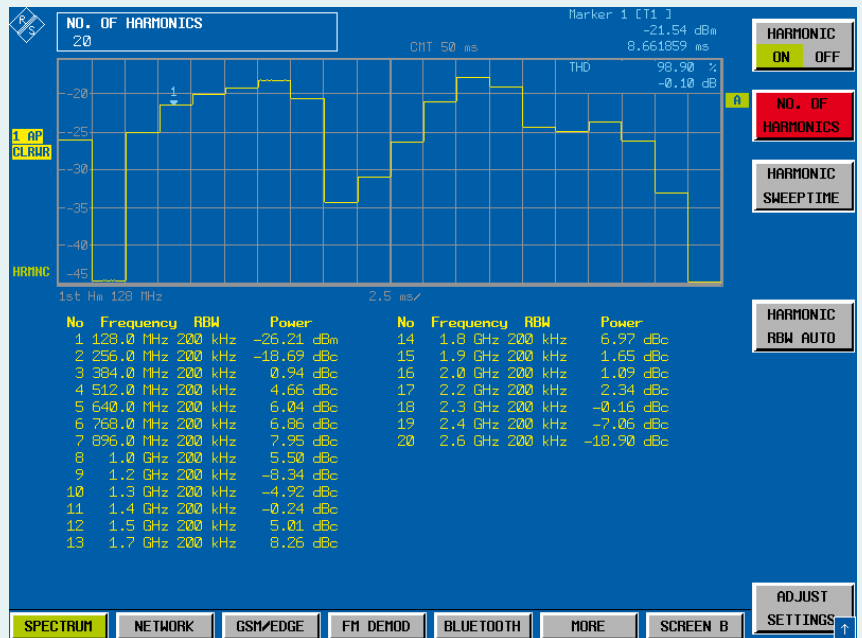 R
S
NO. OF HARMONICS
20
Marker 1 [T1 ]
-21.54 dBm
CMT 50 ms
8.661859 ms
THD 98.90 %
-0.10 dB
-20
-25
-30
-35
-40
-45
1
A
1 AP
CLRWR
HRMNC
1st Hm 128 MHz
2.5 ms/
No Frequency RBW Power
1 128.0 MHz 200 kHz -26.21 dBm
2 256.0 MHz 200 kHz -18.69 dBc
3 384.0 MHz 200 kHz 0.94 dBc
4 512.0 MHz 200 kHz 4.66 dBc
5 640.0 MHz 200 kHz 6.04 dBc
6 768.0 MHz 200 kHz 6.86 dBc
7 896.0 MHz 200 kHz 7.95 dBc
8 1.0 GHz 200 kHz 5.50 dBc
9 1.2 GHz 200 kHz -8.34 dBc
10 1.3 GHz 200 kHz -4.92 dBc
11 1.4 GHz 200 kHz -0.24 dBc
12 1.5 GHz 200 kHz 5.01 dBc
13 1.7 GHz 200 kHz 8.26 dBc
No Frequency RBW Power
14 1.8 GHz 200 kHz 6.97 dBc
15 1.9 GHz 200 kHz 1.65 dBc
16 2.0 GHz 200 kHz 1.09 dBc
17 2.2 GHz 200 kHz 2.34 dBc
18 2.3 GHz 200 kHz -0.16 dBc
19 2.4 GHz 200 kHz -7.06 dBc
20 2.6 GHz 200 kHz -18.90 dBc
HARMONIC
ON OFF
NO. OF
HARMONICS
HARMONIC
SWEEPTIME
HARMONIC
RBW AUTO
ADJUST
SETTINGS
↑
SPECTRUM
NETWORK
GSM/EDGE
FM DEMOD
BLUETOOTH
MORE
SCREEN B